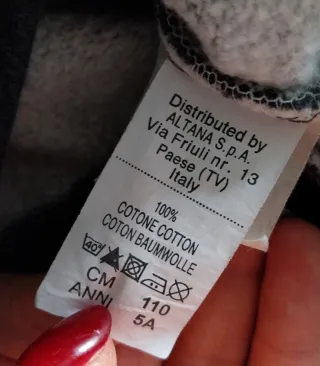 Distributed by
ALTANA S.p.A.
Via Friuli nr. 13
Paese (TV)
Italy
100%
COTONE COTTON
COTON BAUMWOLLE
40°
CM 110
ANNI 5A